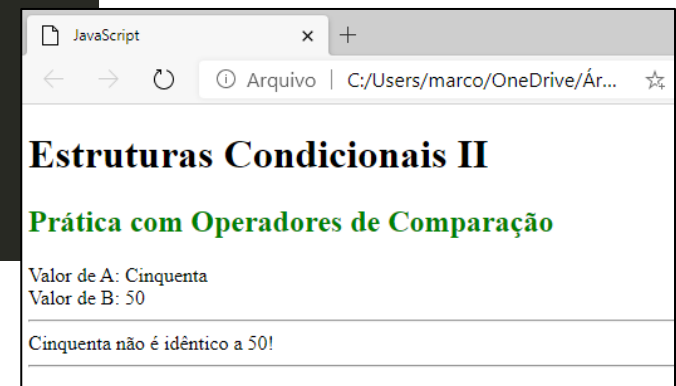 JavaScript
Arquivo C:/Users/marco/OneDrive/Ár...
Estruturas Condicionais II
Prática com Operadores de Comparação
Valor de A: Cinquenta
Valor de B: 50
Cinquenta não é idêntico a 50!